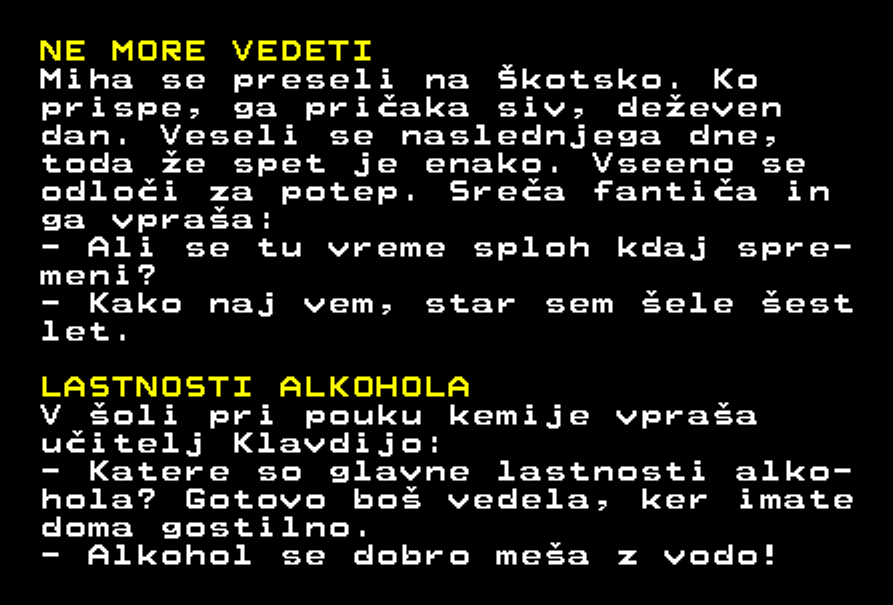 NE MORE VEDETI
Miha se preseli na Škotsko. Ko
prispe, ga pričaka siv, deževen
dan. Veseli se naslednjega dne,
toda že spet je enako. Vseeno se
odloči za potep. Sreča fantiča in
ga vpraša:
- Ali se tu vreme sploh kdaj spre-
meni?
- Kako naj vem, star sem šele šest
let.
LASTNOSTI ALKOHOLA
V šoli pri pouku kemije vpraša
učitelj Klavdijo:
- Katere so glavne lastnosti alko-
hola? Gotovo boš vedela, ker imate
doma gostilno.
- Alkohol se dobro meša z vodo!